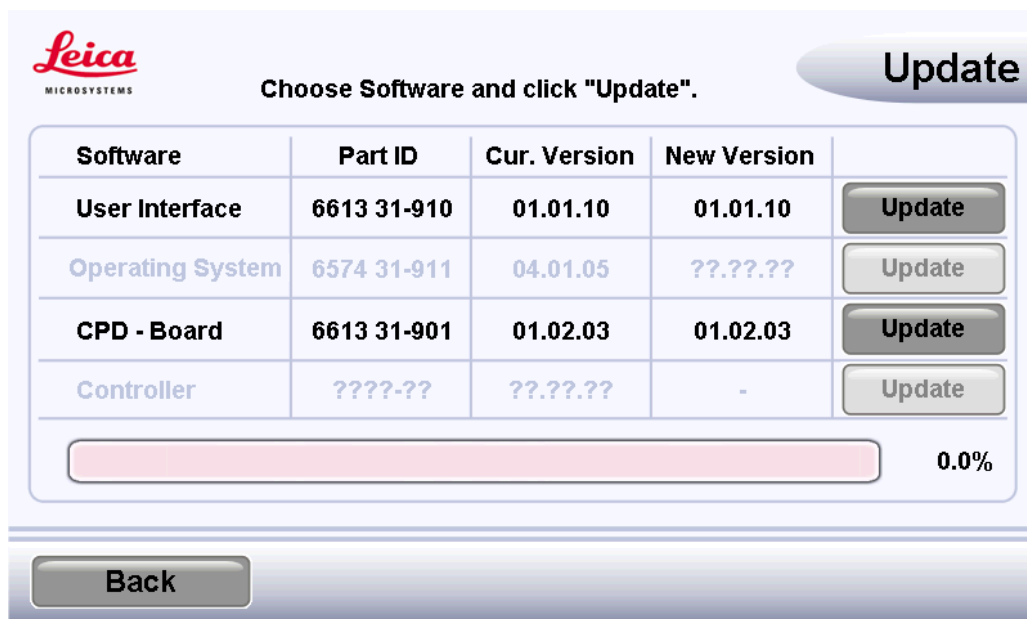 Leica
MICROSYSTEMS
Choose Software and click "Update".
Update
Software Part ID Cur. Version New Version
User Interface 6613 31-910 01.01.10 01.01.10 Update
Operating System 6574 31-911 04.01.05 ??.??.?? Update
CPD - Board 6613 31-901 01.02.03 01.02.03 Update
Controller ????-?? ??.??.?? - Update
0.0%
Back